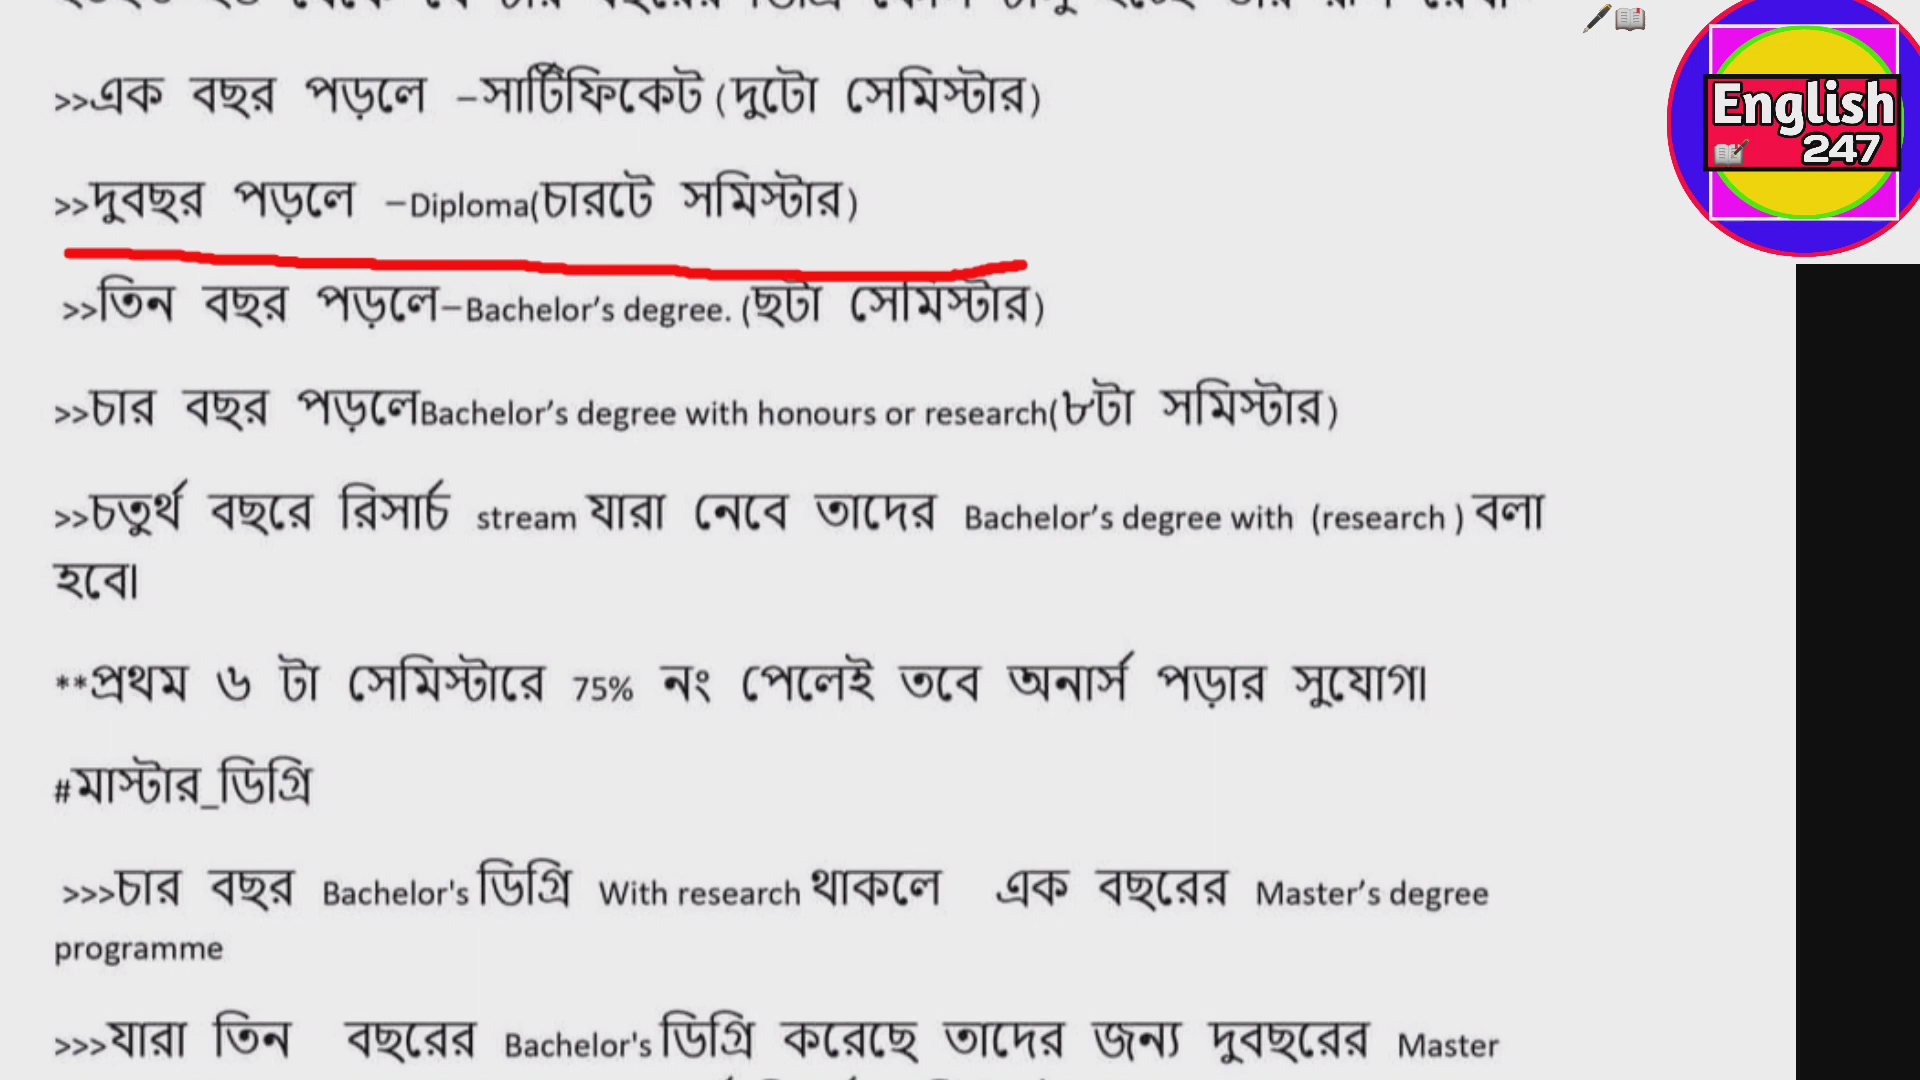 >>এক বছর পড়লে –সার্টিফিকেট (দুটো সেমিস্টার)
>>দুবছর পড়লে –Diploma(চারটে সমিস্টার)
>>তিন বছর পড়লে–Bachelor’s degree. (ছটা সেমিস্টার)
>>চার বছর পড়লেBachelor’s degree with honours or research(৮টা সমিস্টার)
>>চতুর্থ বছরে রিসার্চ stream যারা নেবে তাদের Bachelor’s degree with (research ) বলা
হবে।
**প্রথম ৬ টা সেমিস্টারে 75% নং পেলেই তবে অনার্স পড়ার সুযোগ।
#মাস্টার_ডিগ্রি
>>>চার বছর Bachelor's ডিগ্রি With research থাকলে এক বছরের Master’s degree
programme
>>>যারা তিন বছরের Bachelor's ডিগ্রি করেছে তাদের জন্য দুবছরের Master
English
247